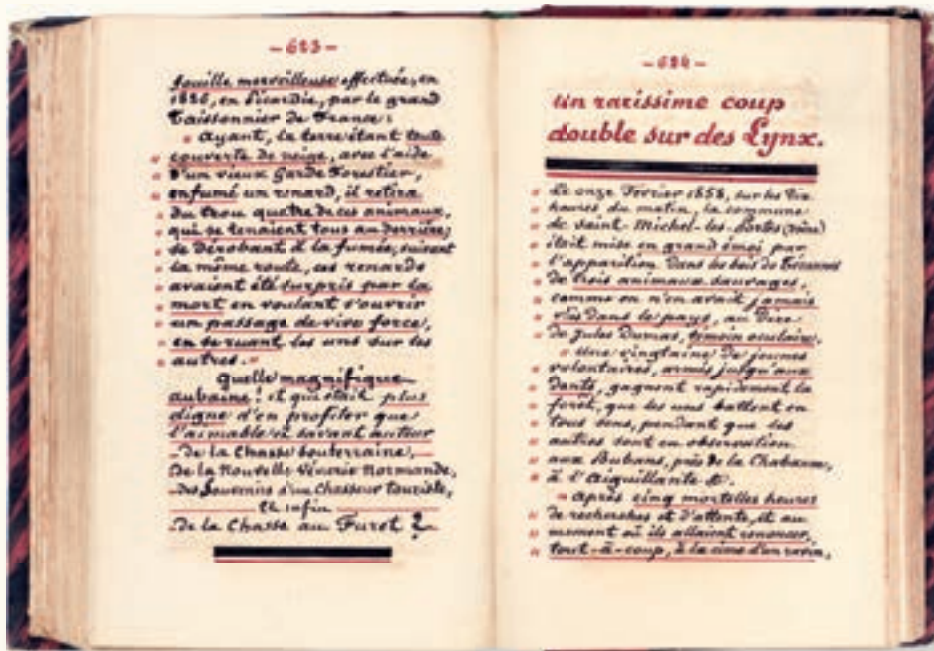 - 623 -
fouille merveilleuse effectuée, en
1886, en Picardie, par le grand
Taissonnier de France:
" Ayant, la terre étant toute
" couverte de neige, avec l'aide
" d'un vieux Garde Forestier,
" enfumé un renard, il retira
" du trou quatre de ces animaux,
" qui se tenaient tous au derrière;
" se dérobant à la fumée, suivant
" la même route, ces renards
" avaient été surpris par la
" mort en voulant s'ouvrir
" un passage de vive force,
" en se ruant les uns sur les
" autres. "
Quelle magnifique
aubaine! et qui était plus
digne d'en profiter que
l'aimable et savant auteur
de la Chasse Souterraine,
de la Nouvelle Vénerie Normande,
des Souvenirs d'un Chasseur Touriste,
et enfin
de la Chasse au Furet ?
- 624 -
Un rarissime coup
double sur des Lynx.
" Le onze Février 1858, sur les dix
" heures du matin, la commune
" de Saint-Michel-les-Portes
" était mise en grand émoi par
" l'apparition dans les bois de
" de trois animaux sauvages,
" comme on n'en avait jamais
" vus dans le pays, au dire
" de Jules Dumas, témoin oculaire.
" Une vingtaine de jeunes
" volontaires, armés jusqu'aux
" dents, gagnent rapidement la
" forêt, que les uns battent en
" tous sens, pendant que les
" autres sont en observation
" aux près de la
" à l'Aiguillante &.
" Après cinq mortelles heures
" de recherches et d'attente, et au
" moment où ils allaient renoncer,
" tout-à-coup, à la cime d'un ravin,